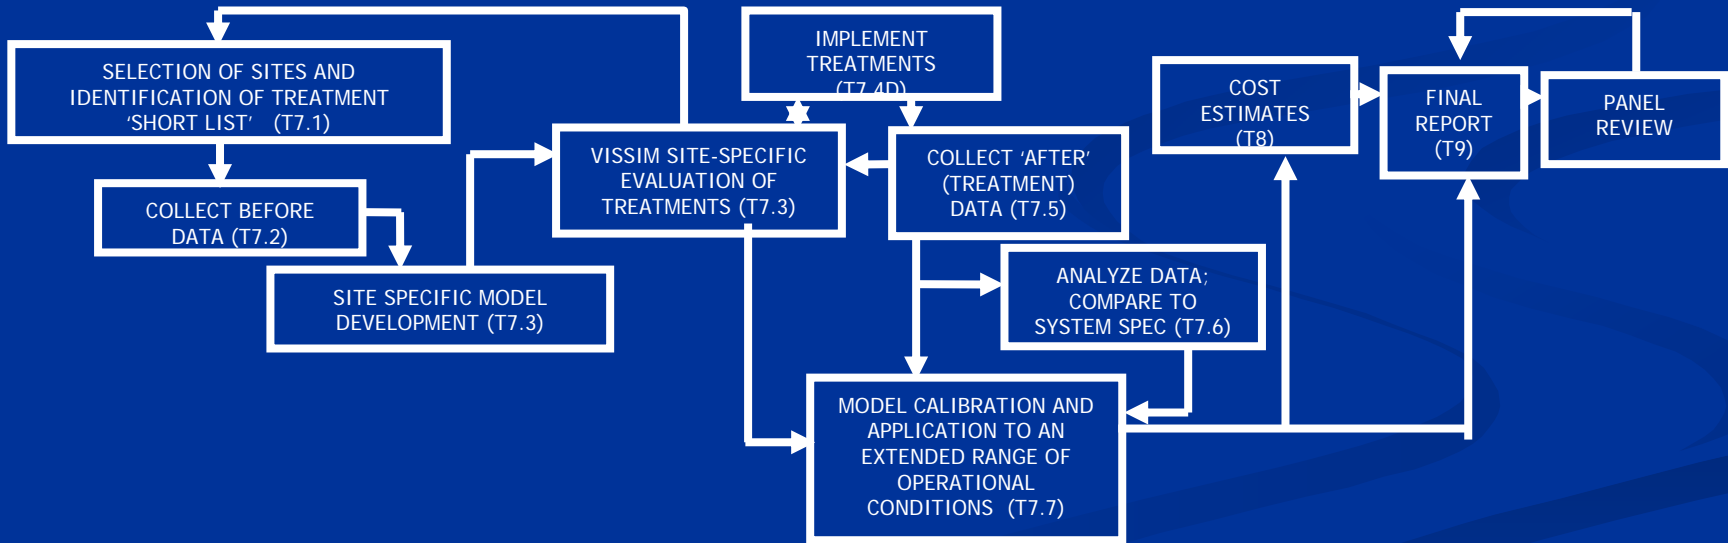 SELECTION OF SITES AND
IDENTIFICATION OF TREATMENT
‘SHORT LIST’ (T7.1)
COLLECT BEFORE
DATA (T7.2)
SITE SPECIFIC MODEL
DEVELOPMENT (T7.3)
VISSIM SITE-SPECIFIC
EVALUATION OF
TREATMENTS (T7.3)
IMPLEMENT
TREATMENTS
(T7.4D)
COLLECT ‘AFTER’
(TREATMENT)
DATA (T7.5)
ANALYZE DATA;
COMPARE TO
SYSTEM SPEC (T7.6)
MODEL CALIBRATION AND
APPLICATION TO AN
EXTENDED RANGE OF
OPERATIONAL
CONDITIONS (T7.7)
COST
ESTIMATES
(T8)
FINAL
REPORT
(T9)
PANEL
REVIEW